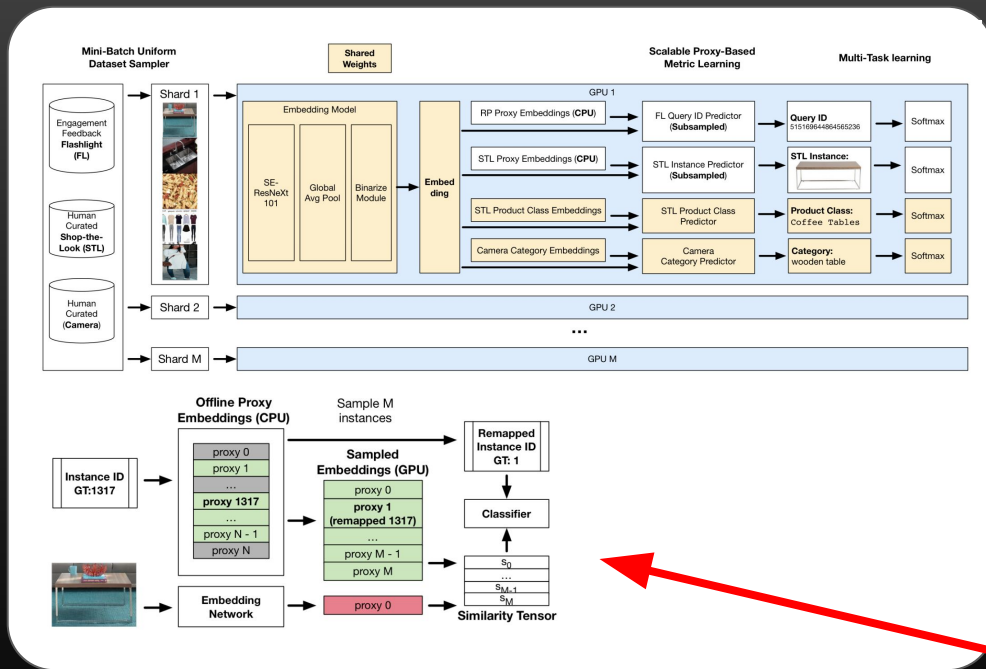 Mini-Batch Uniform
Dataset Sampler
Shared
Weights
Scalable Proxy-Based
Metric Learning
Multi-Task learning
Engagement
Feedback
Flashlight
(FL)
Human
Curated
Shop-the-
Look (STL)
Human
Curated
(Camera)
Shard 1
Shard 2
Shard M
GPU 1
Embedding Model
SE-
ResNeXt
101
Global
Avg Pool
Binarize
Module
Embed
ding
RP Proxy Embeddings (CPU)
FL Query ID Predictor
(Subsampled)
Query ID
515169644864565236
Softmax
STL Proxy Embeddings (CPU)
STL Instance Predictor
(Subsampled)
STL Instance:
Softmax
STL Product Class Embeddings
STL Product Class
Predictor
Product Class:
Coffee Tables
Softmax
Camera Category Embeddings
Camera
Category Predictor
Category:
wooden table
Softmax
GPU 2
...
GPU M
Offline Proxy
Embeddings (CPU)
Sample M
instances
Instance ID
GT:1317
proxy 0
proxy 1
...
proxy 1317
...
proxy N - 1
proxy N
Sampled
Embeddings (GPU)
proxy 0
proxy 1
(remapped 1317)
...
proxy M - 1
proxy M
Remapped
Instance ID
GT: 1
Classifier
s0
...
sM-1
sM
Similarity Tensor
Embedding
Network
proxy 0